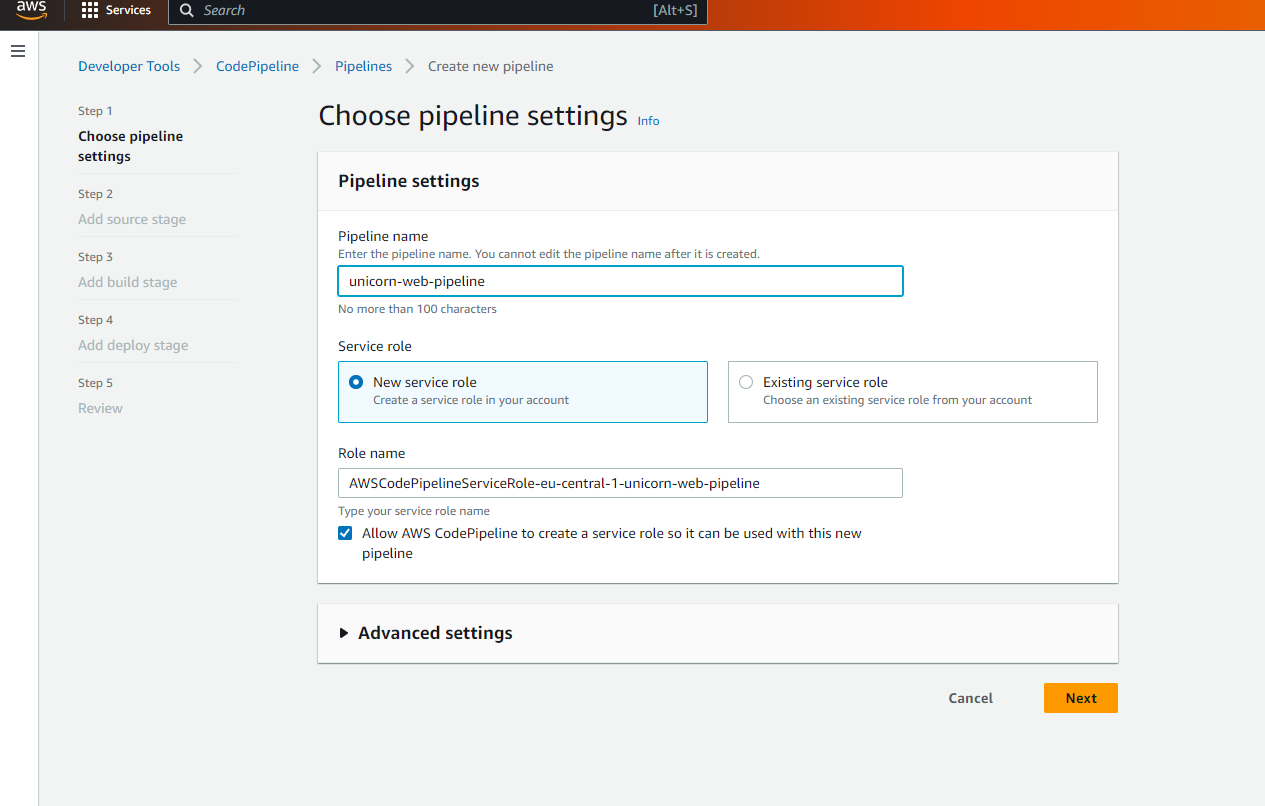 aws
Services
Search
[Alt+S]
Developer Tools
CodePipeline
Pipelines
Create new pipeline
Step 1
Choose pipeline
settings
Step 2
Add source stage
Step 3
Add build stage
Step 4
Add deploy stage
Step 5
Review
Choose pipeline settings Info
Pipeline settings
Pipeline name
Enter the pipeline name. You cannot edit the pipeline name after it is created.
unicorn-web-pipeline
No more than 100 characters
Service role
New service role
Create a service role in your account
Existing service role
Choose an existing service role from your account
Role name
AWSCodePipelineServiceRole-eu-central-1-unicorn-web-pipeline
Type your service role name
Allow AWS CodePipeline to create a service role so it can be used with this new
pipeline
Advanced settings
Cancel
Next